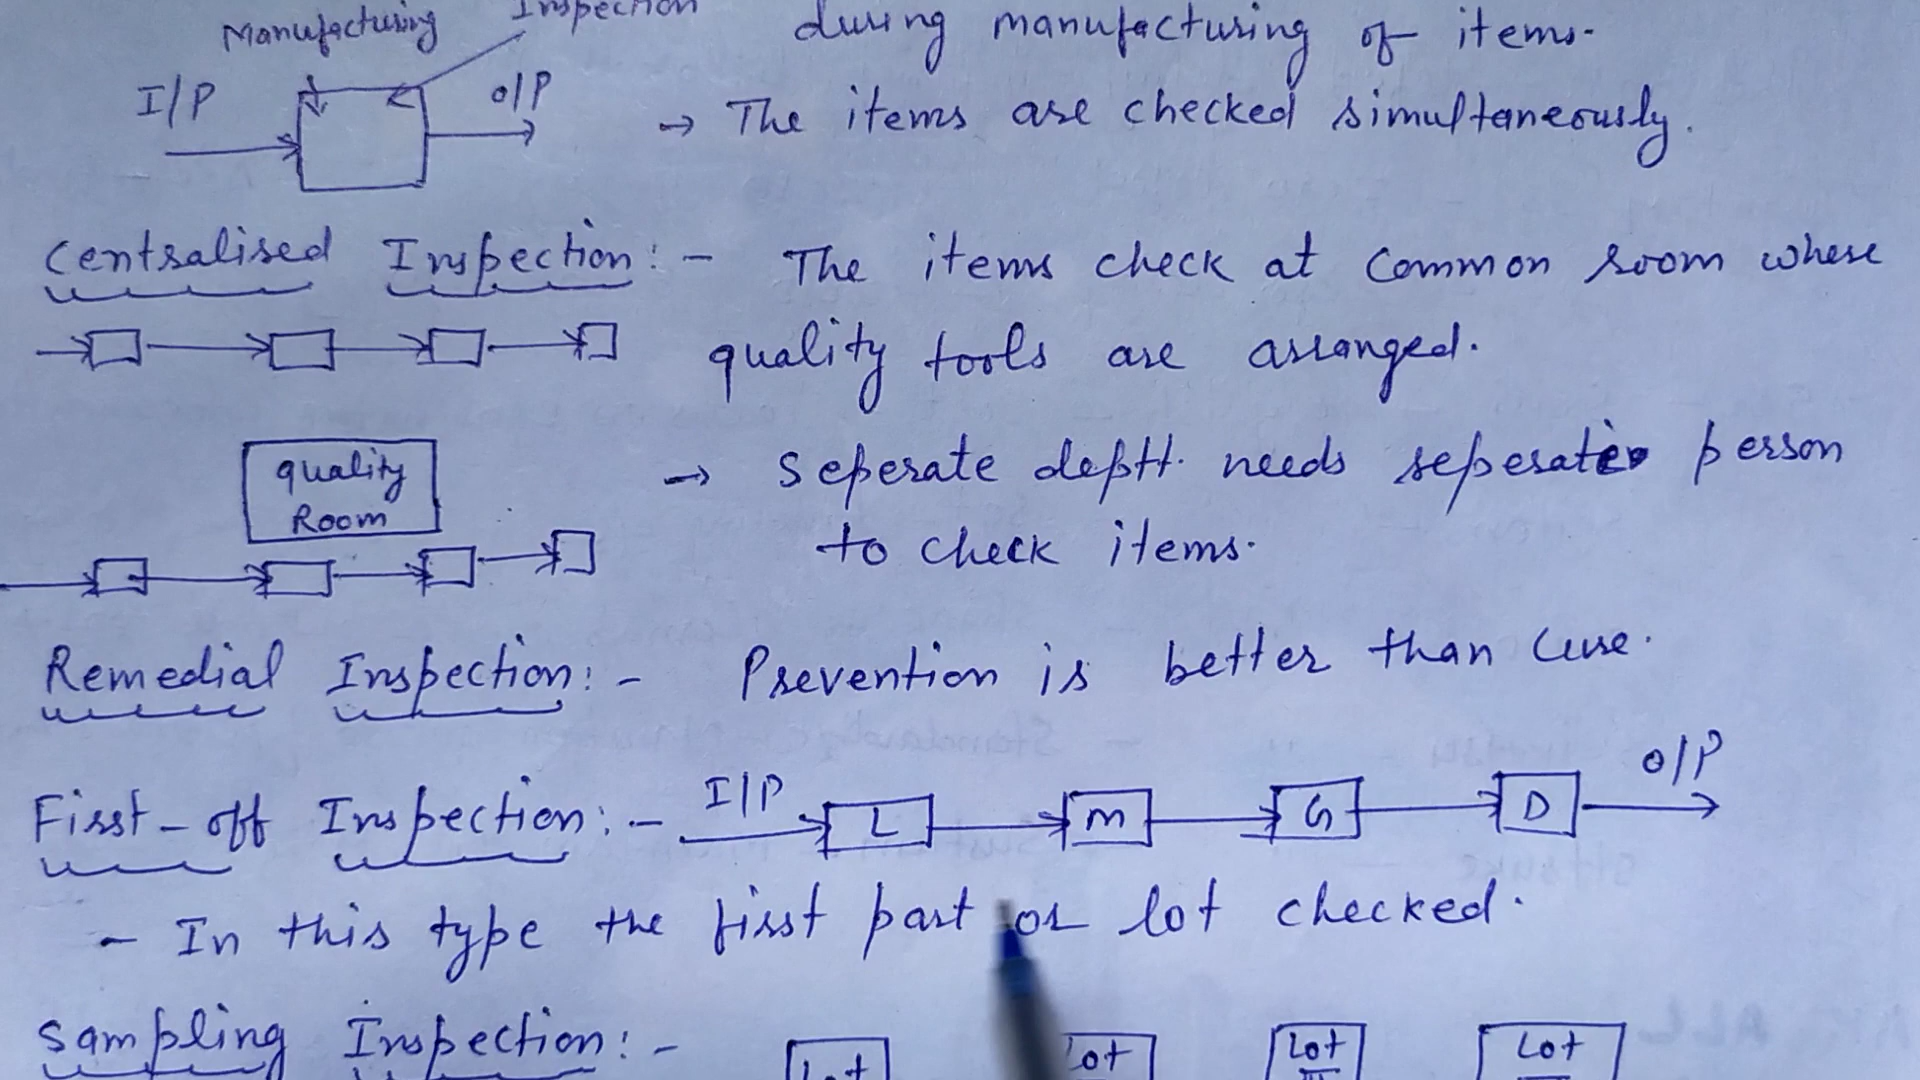 Manufacturing Inspection during manufacturing of items.
I/P O/P → The items are checked simultaneously.
Centralised Inspection:- The items check at common room where
quality tools are arranged.
quality
Room
→ Seperate deptt. needs seperate person
to check items.
Remedial Inspection:- Prevention is better than cure.
First-off Inspection:- I/P L m G D O/P
- In this type the first part or lot checked.
Sampling Inspection:- Lot Lot Lot Lot